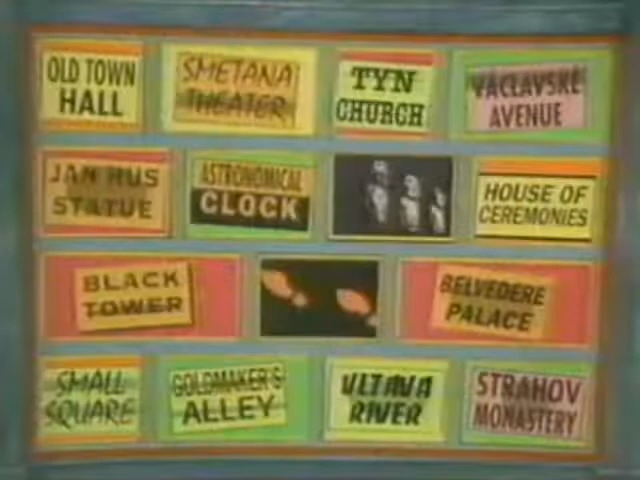 OLD TOWN
HALL
SMETANA
THEATER
TYN
CHURCH
VACLAVSKE
AVENUE
JAN HUS
STATUE
ASTRONOMICAL
CLOCK
HOUSE OF
CEREMONIES
BLACK
TOWER
BELVEDERE
PALACE
SMALL
SQUARE
GOLDMAKER'S
ALLEY
VLTAVA
RIVER
STRAHOV
MONASTERY